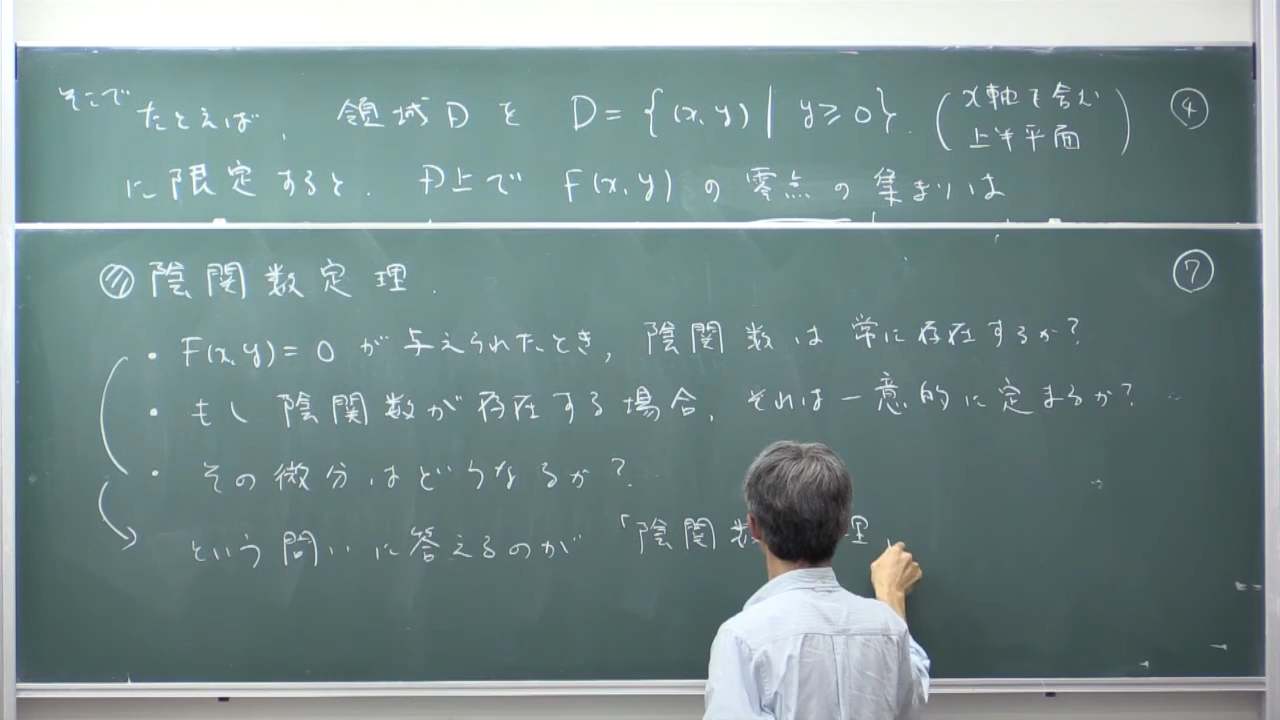 そこで たとえば, 領域Dを D={(x,y)|y≥0}. (x軸を含む 上半平面) ④
に限定すると. D上で F(x,y) の零点の集まりは
陰関数定理. ⑦
・F(x,y)=0が与えられたとき, 陰関数は常に存在するか?
・もし陰関数が存在する場合, それは一意的に定まるか?
・その微分はどうなるか?
という問いに答えるのが「陰関数 理」